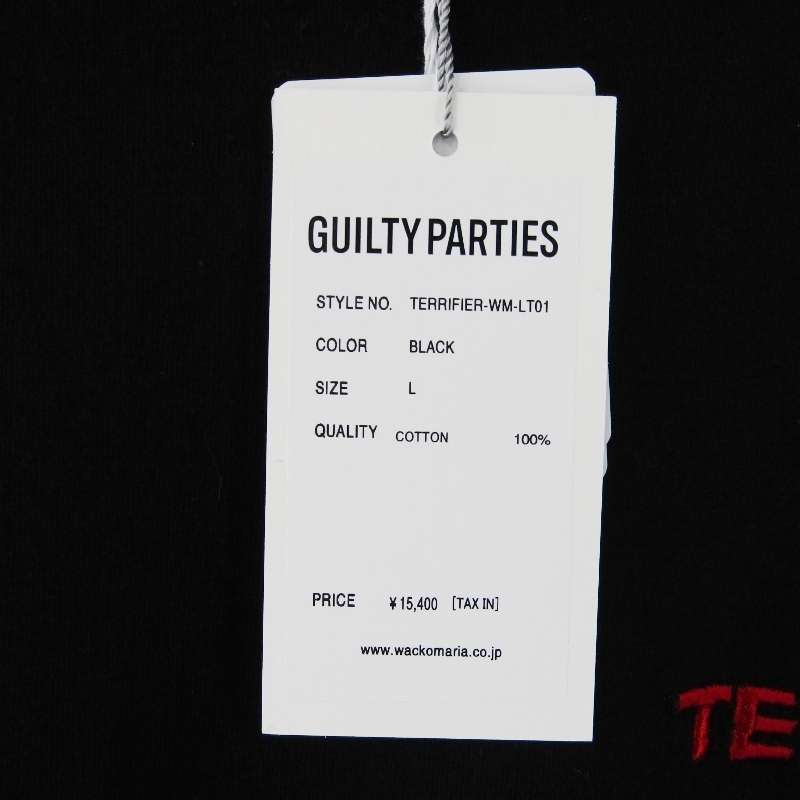 GUILTY PARTIES
STYLE NO. TERRIFIER-WM-LT01
COLOR BLACK
SIZE L
QUALITY COTTON 100%
PRICE ¥15,400 [TAX IN]
www.wackomaria.co.jp
TE